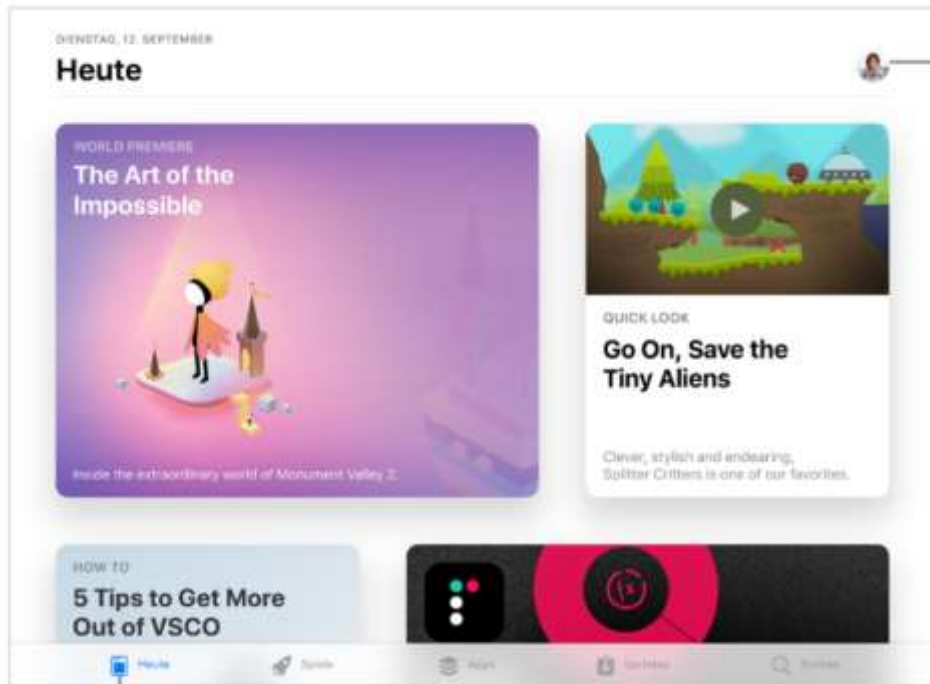 DIENSTAG, 12. SEPTEMBER
Heute
WORLD PREMIERE
The Art of the
Impossible
Inside the extraordinary world of Monument Valley 2.
QUICK LOOK
Go On, Save the
Tiny Aliens
Clever, stylish and endearing,
Splitter Critters is one of our favorites.
HOW TO
5 Tips to Get More
Out of VSCO
Heute
Spiele
Apps
Updates
Suchen